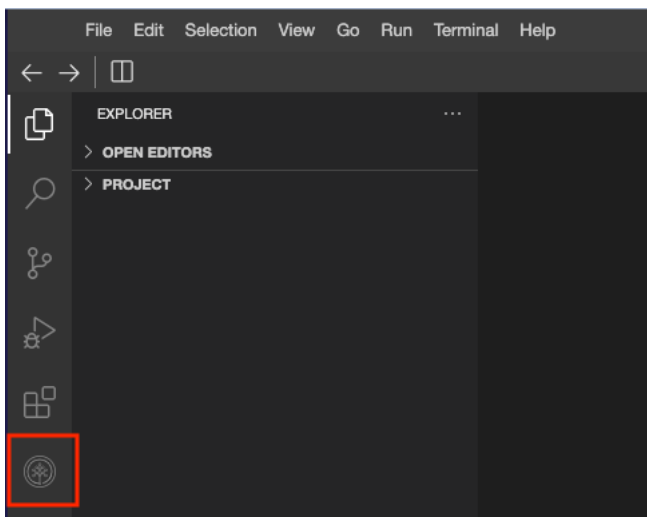 File Edit Selection View Go Run Terminal Help
EXPLORER
OPEN EDITORS
PROJECT